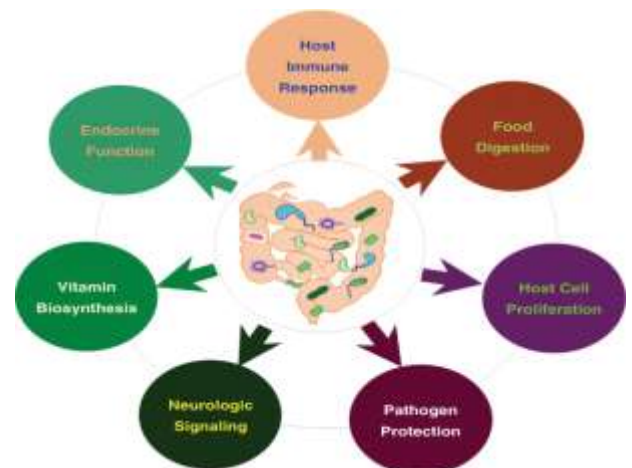 Host
Immune
Response
Food
Digestion
Host Cell
Proliferation
Pathogen
Protection
Neurologic
Signaling
Vitamin
Biosynthesis
Endocrine
Function